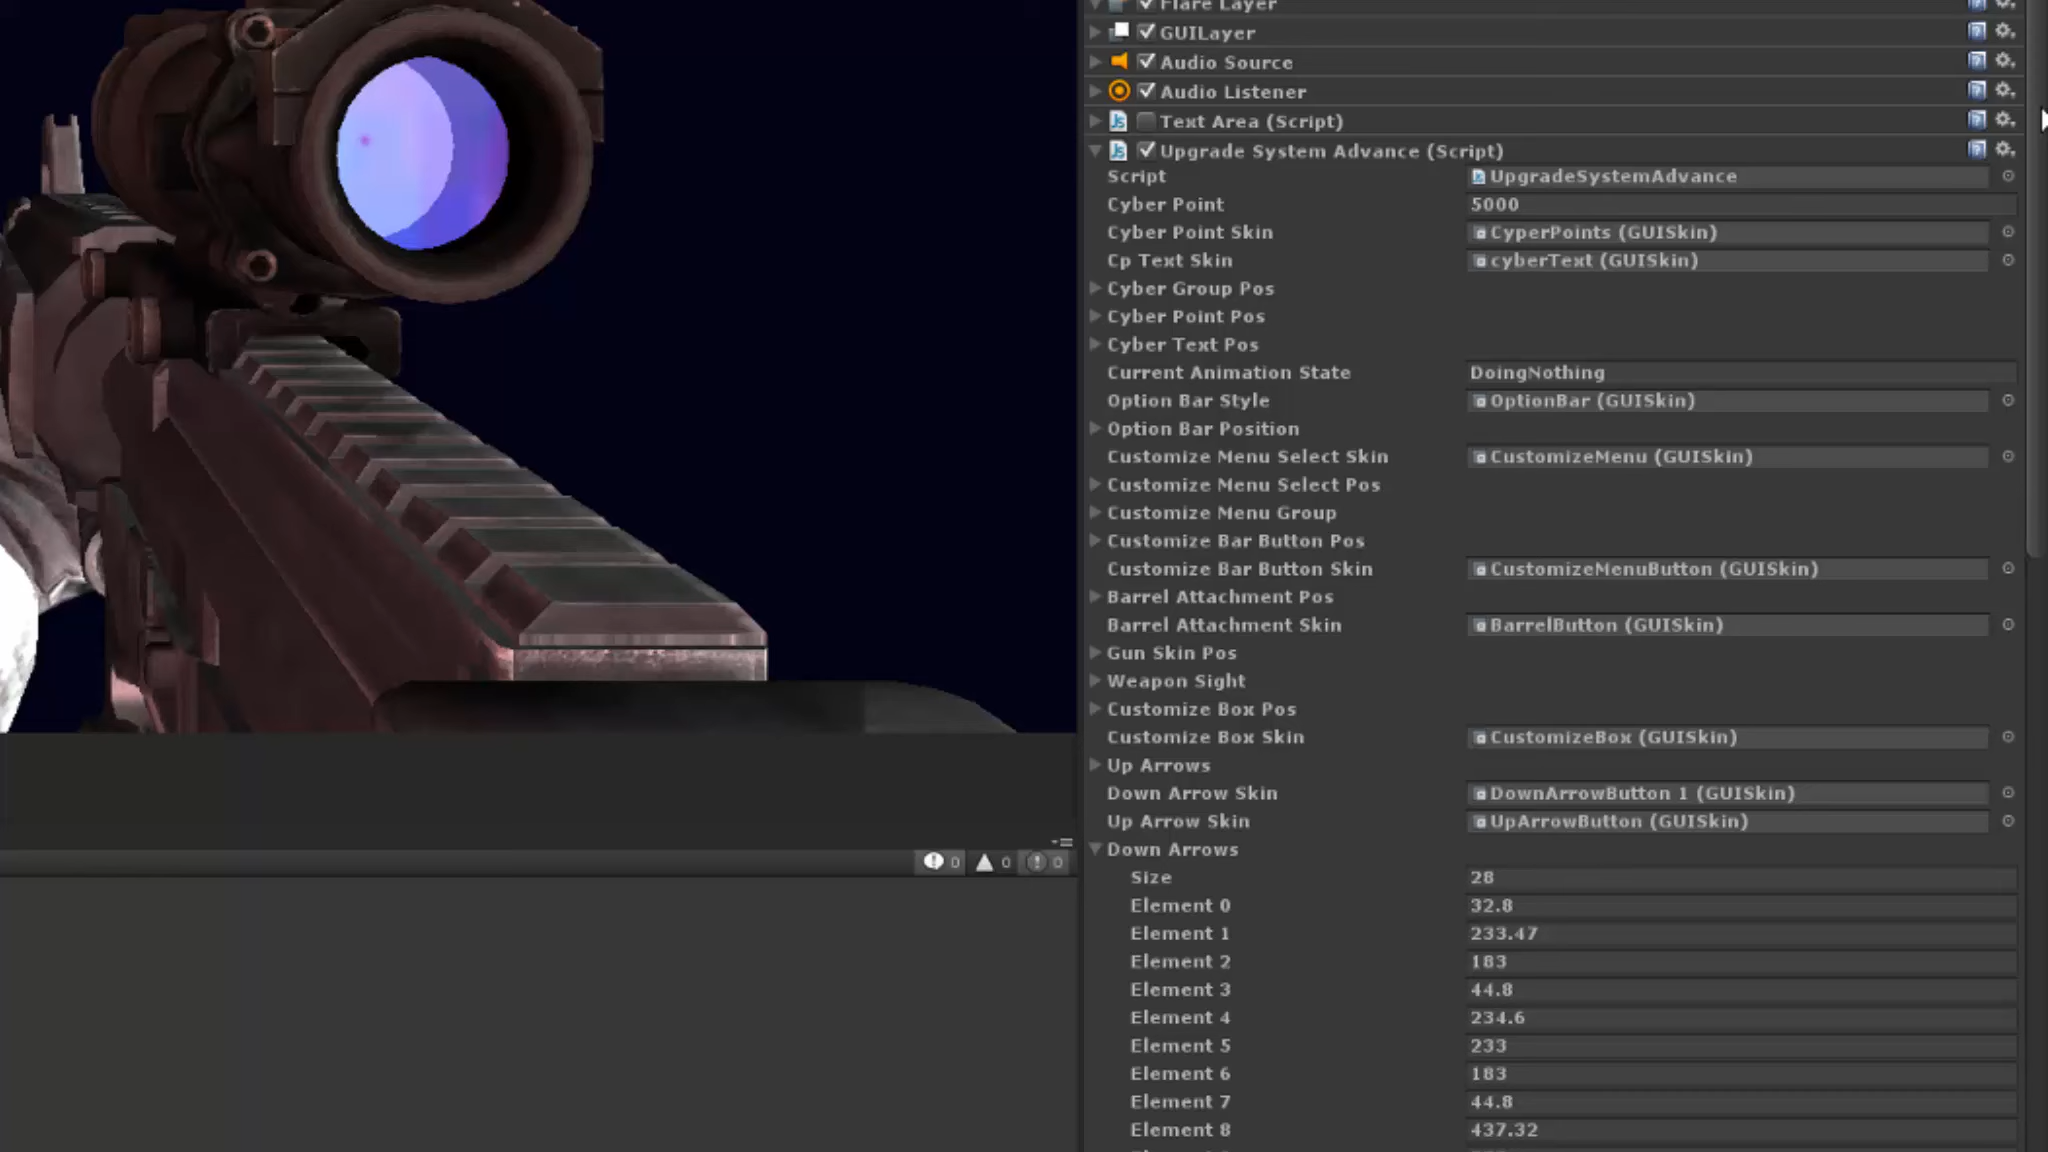 Flare Layer
GUILayer
Audio Source
Audio Listener
Text Area (Script)
Upgrade System Advance (Script)
Script UpgradeSystemAdvance
Cyber Point 5000
Cyber Point Skin CyperPoints (GUISkin)
Cp Text Skin cyberText (GUISkin)
Cyber Group Pos
Cyber Point Pos
Cyber Text Pos
Current Animation State DoingNothing
Option Bar Style OptionBar (GUISkin)
Option Bar Position
Customize Menu Select Skin CustomizeMenu (GUISkin)
Customize Menu Select Pos
Customize Menu Group
Customize Bar Button Pos
Customize Bar Button Skin CustomizeMenuButton (GUISkin)
Barrel Attachment Pos
Barrel Attachment Skin BarrelButton (GUISkin)
Gun Skin Pos
Weapon Sight
Customize Box Pos
Customize Box Skin CustomizeBox (GUISkin)
Up Arrows
Down Arrow Skin DownArrowButton 1 (GUISkin)
Up Arrow Skin UpArrowButton (GUISkin)
Down Arrows
0 0 0
Size 28
Element 0 32.8
Element 1 233.47
Element 2 183
Element 3 44.8
Element 4 234.6
Element 5 233
Element 6 183
Element 7 44.8
Element 8 437.32